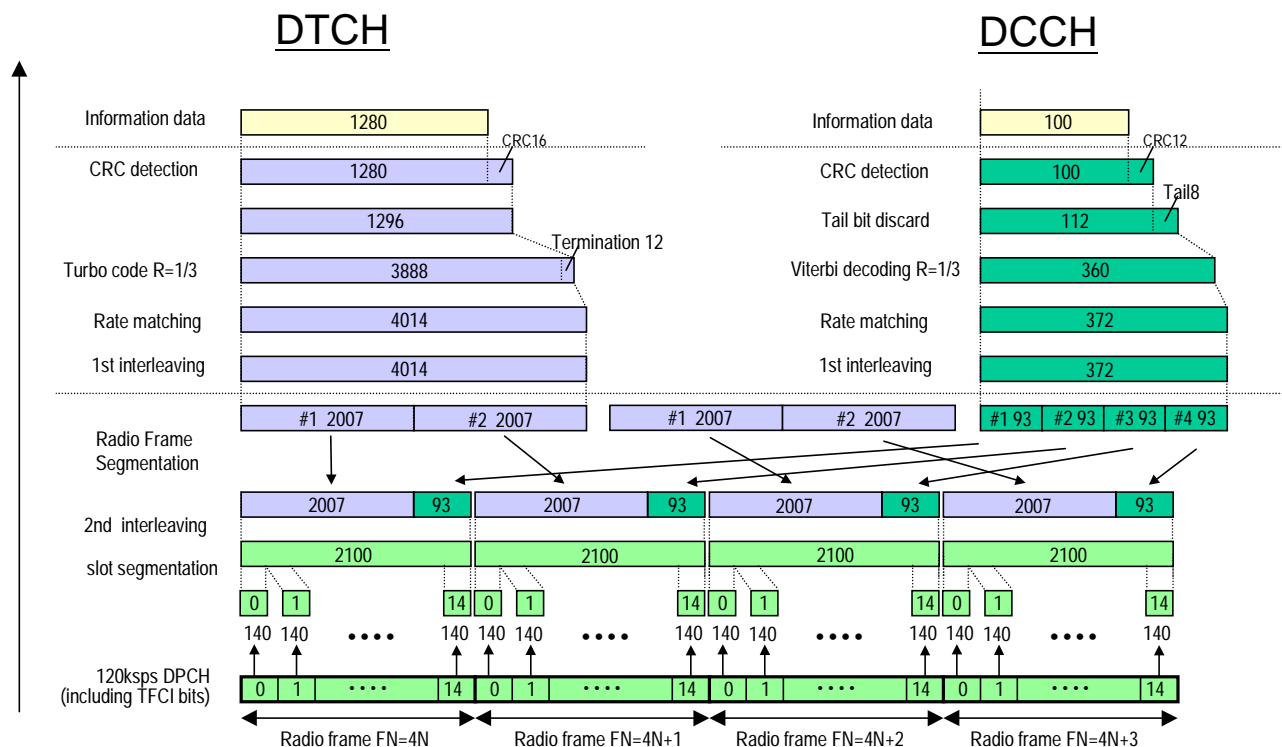 DTCH DCCH
Information data 1280 Information data 100
CRC16 CRC12
CRC detection 1280 CRC detection 100
Tail8
1296 Tail bit discard 112
Termination 12
Turbo code R=1/3 3888 Viterbi decoding R=1/3 360
Rate matching 4014 Rate matching 372
1st interleaving 4014 1st interleaving 372
#1 2007 #2 2007 #1 2007 #2 2007 #1 93 #2 93 #3 93 #4 93
Radio Frame
Segmentation
2007 93 2007 93 2007 93 2007 93
2nd interleaving
2100 2100 2100 2100
slot segmentation
0 1 14 0 1 14 0 1 14 0 1 14
140 140 •••• 140 140 140 •••• 140 140 140 •••• 140 140 140 •••• 140
120ksps DPCH
(including TFCI bits)
0 1 •••• 14 0 1 •••• 14 0 1 •••• 14 0 1 •••• 14
Radio frame FN=4N Radio frame FN=4N+1 Radio frame FN=4N+2 Radio frame FN=4N+3